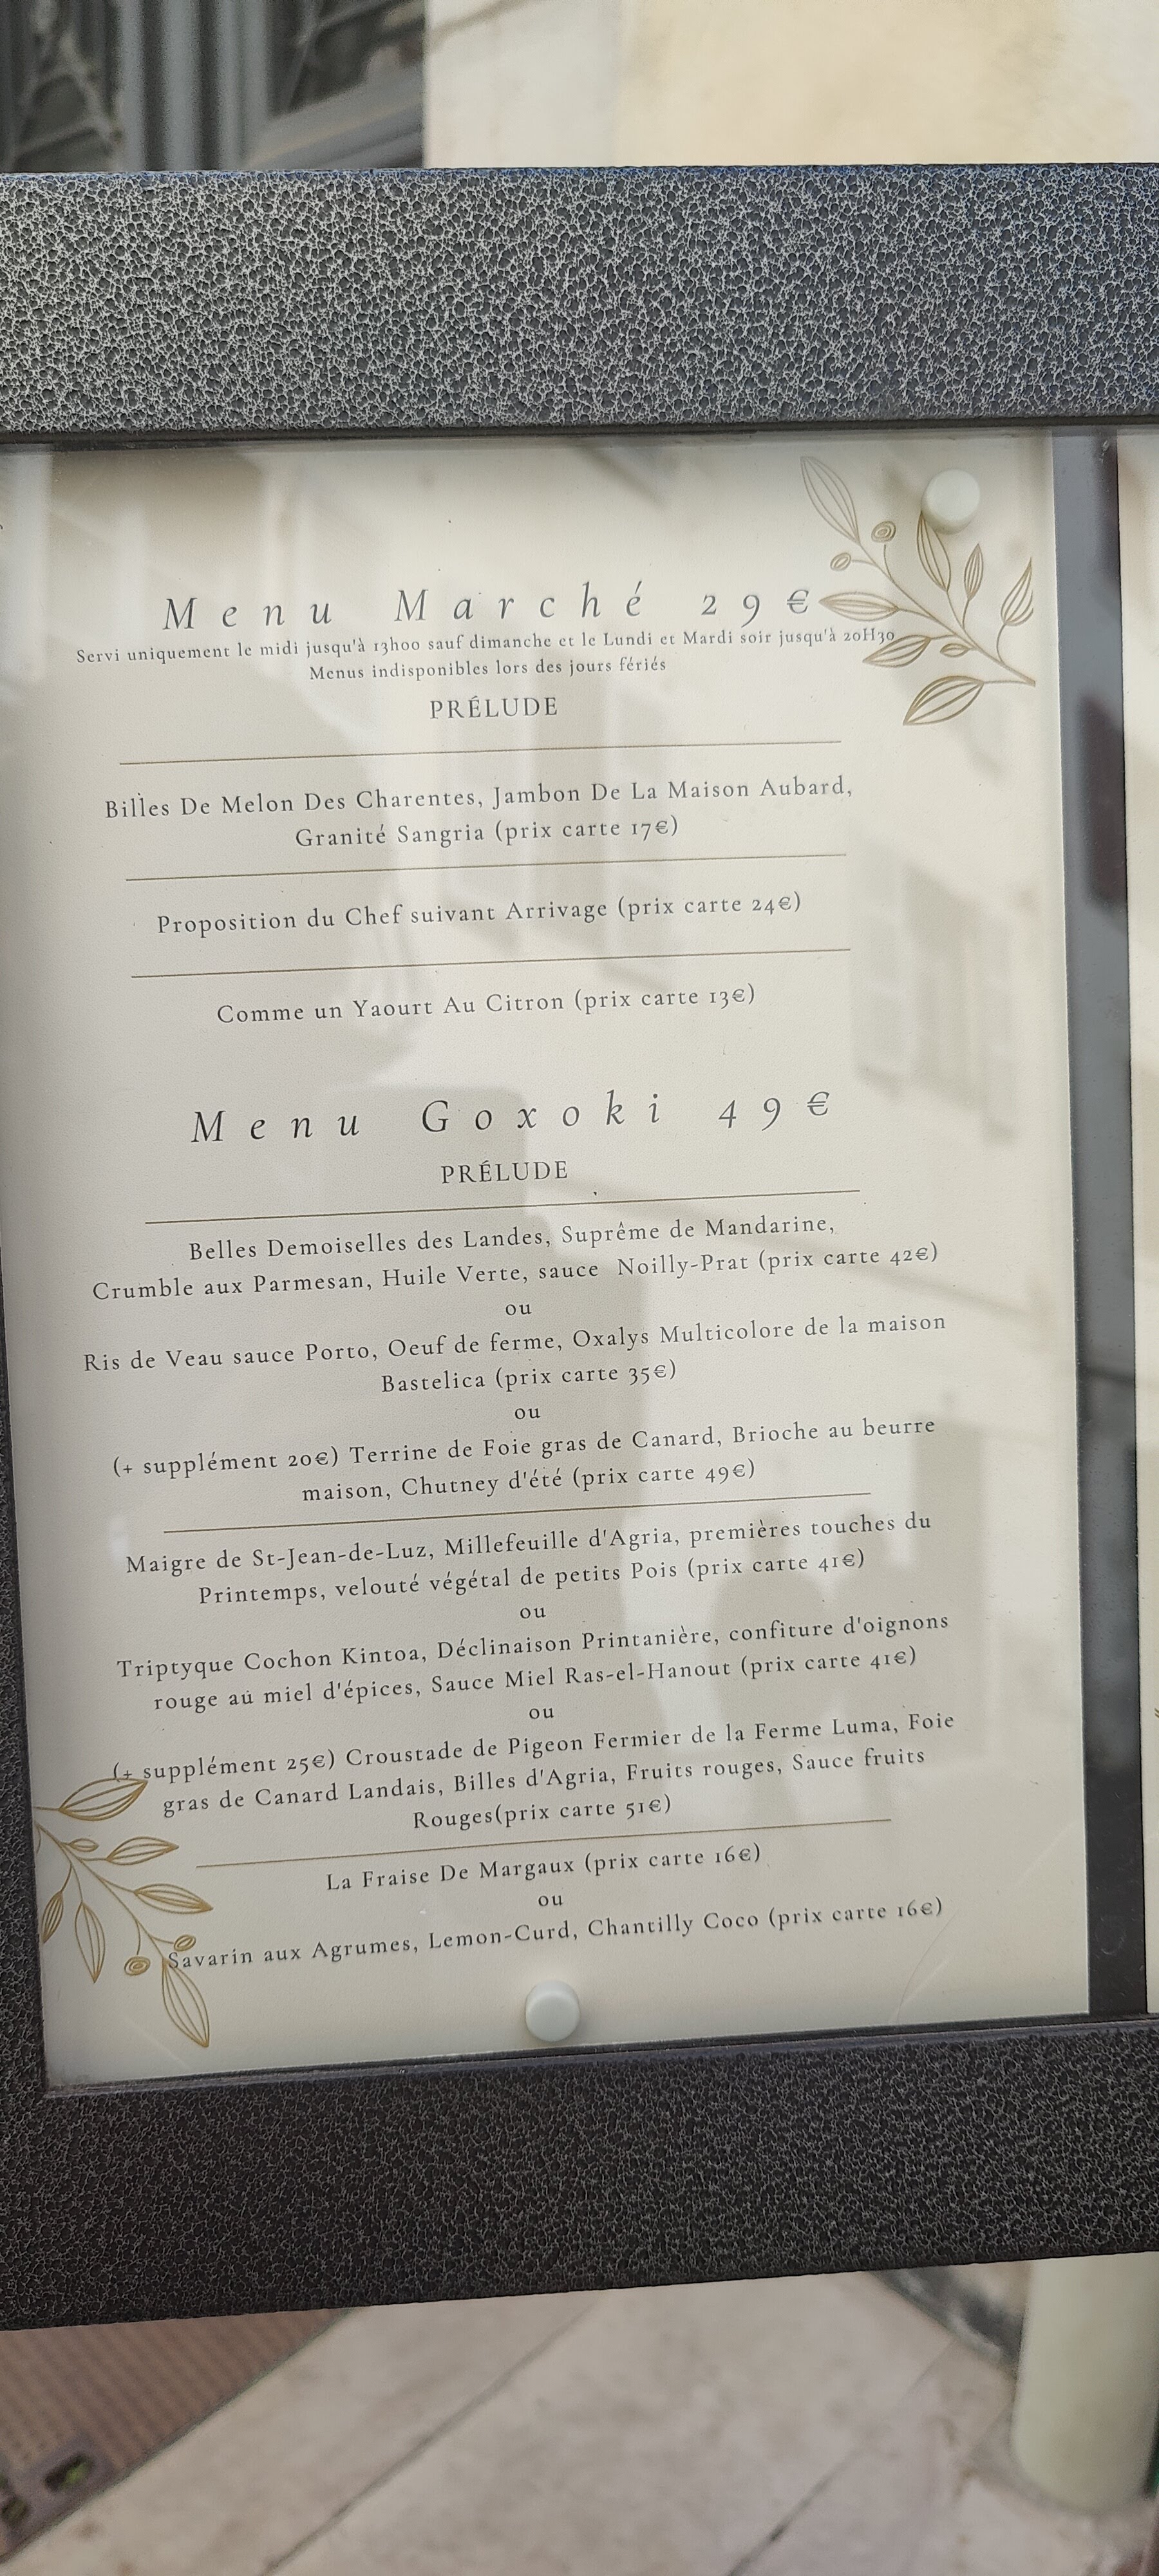 Menu Marché 29€
Servi uniquement le midi jusqu'à 13h00 sauf dimanche et le Lundi et Mardi soir jusqu'à 20H30
Menus indisponibles lors des jours fériés
PRÉLUDE
Billes De Melon Des Charentes, Jambon De La Maison Aubard,
Granité Sangria (prix carte 17€)
Proposition du Chef suivant Arrivage (prix carte 24€)
Comme un Yaourt Au Citron (prix carte 13€)
Menu Goxoki 49€
PRÉLUDE
Belles Demoiselles des Landes, Suprême de Mandarine,
Crumble aux Parmesan, Huile Verte, sauce Noilly-Prat (prix carte 42€)
ou
Ris de Veau sauce Porto, Oeuf de ferme, Oxalys Multicolore de la maison
Bastelica (prix carte 35€)
ou
(+ supplément 20€) Terrine de Foie gras de Canard, Brioche au beurre
maison, Chutney d'été (prix carte 49€)
Maigre de St-Jean-de-Luz, Millefeuille d'Agria, premières touches du
Printemps, velouté végétal de petits Pois (prix carte 41€)
ou
Triptyque Cochon Kintoa, Déclinaison Printanière, confiture d'oignons
rouge au miel d'épices, Sauce Miel Ras-el-Hanout (prix carte 41€)
ou
(+ supplément 25€) Croustade de Pigeon Fermier de la Ferme Luma, Foie
gras de Canard Landais, Billes d'Agria, Fruits rouges, Sauce fruits
Rouges(prix carte 51€)
La Fraise De Margaux (prix carte 16€)
ou
Savarin aux Agrumes, Lemon-Curd, Chantilly Coco (prix carte 16€)